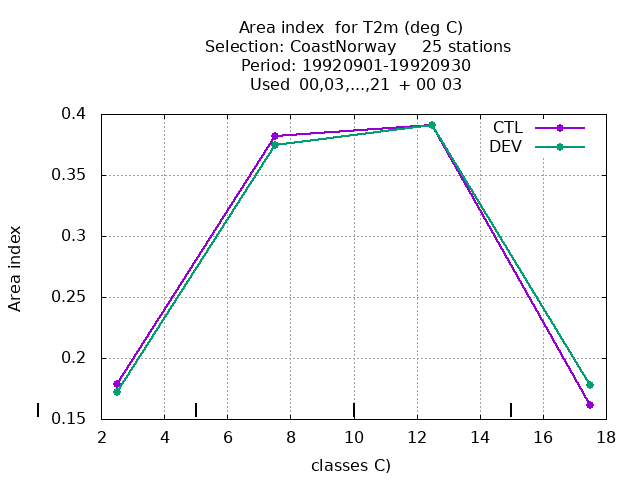 Area index  for T2m (deg C)
Selection: CoastNorway     25 stations
Period: 19920901-19920930
Used  00,03,...,21  + 00 03
CTL
DEV
0.4
0.35
0.3
0.25
0.2
0.15
Area index
2 4 6 8 10 12 14 16 18
classes C)